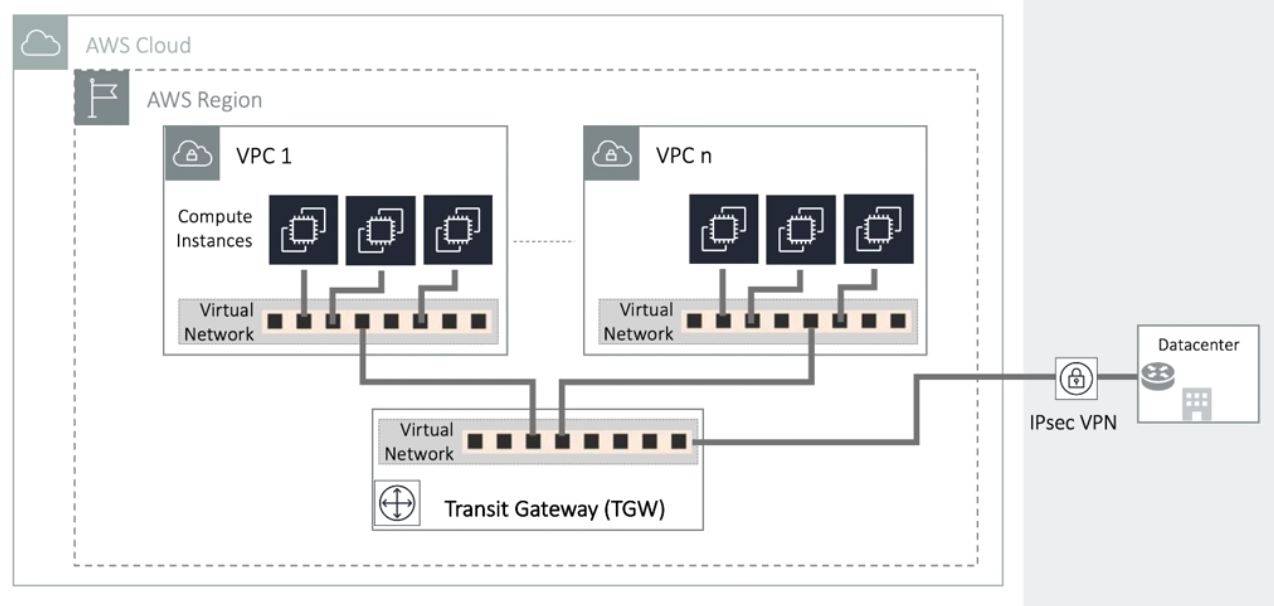 AWS Cloud
AWS Region
VPC 1
Compute
Instances
Virtual
Network
VPC n
Virtual
Network
Virtual
Network
Transit Gateway (TGW)
IPsec VPN
Datacenter